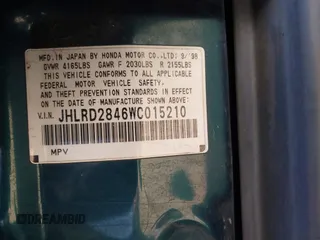 MFD.IN JAPAN BY HONDA MOTOR CO.,LTD: 9/'98
GVWR 4165LBS GAWR F 2030LBS R 2155LBS
THIS VEHICLE CONFORMS TO ALL APPLICABLE
FEDERAL MOTOR VEHICLE SAFETY
AND THEFT PREVENTION STANDARDS IN EFFECT
ON THE DATE OF MANUFACTURE SHOWN ABOVE.
V.I.N. JHLRD2846WC015210
MPV
DREAMBID